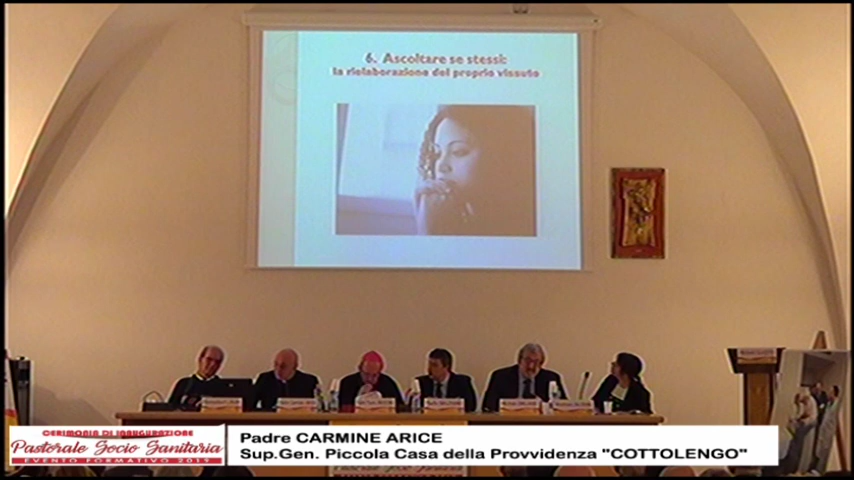 6. Ascoltare se stessi:
la rielaborazione del proprio vissuto
CERIMONIA DI INAUGURAZIONE
Pastorale Socio Sanitaria
EVENTO FORMATIVO 2019
Padre CARMINE ARICE
Sup.Gen. Piccola Casa della Provvidenza "COTTOLENGO"